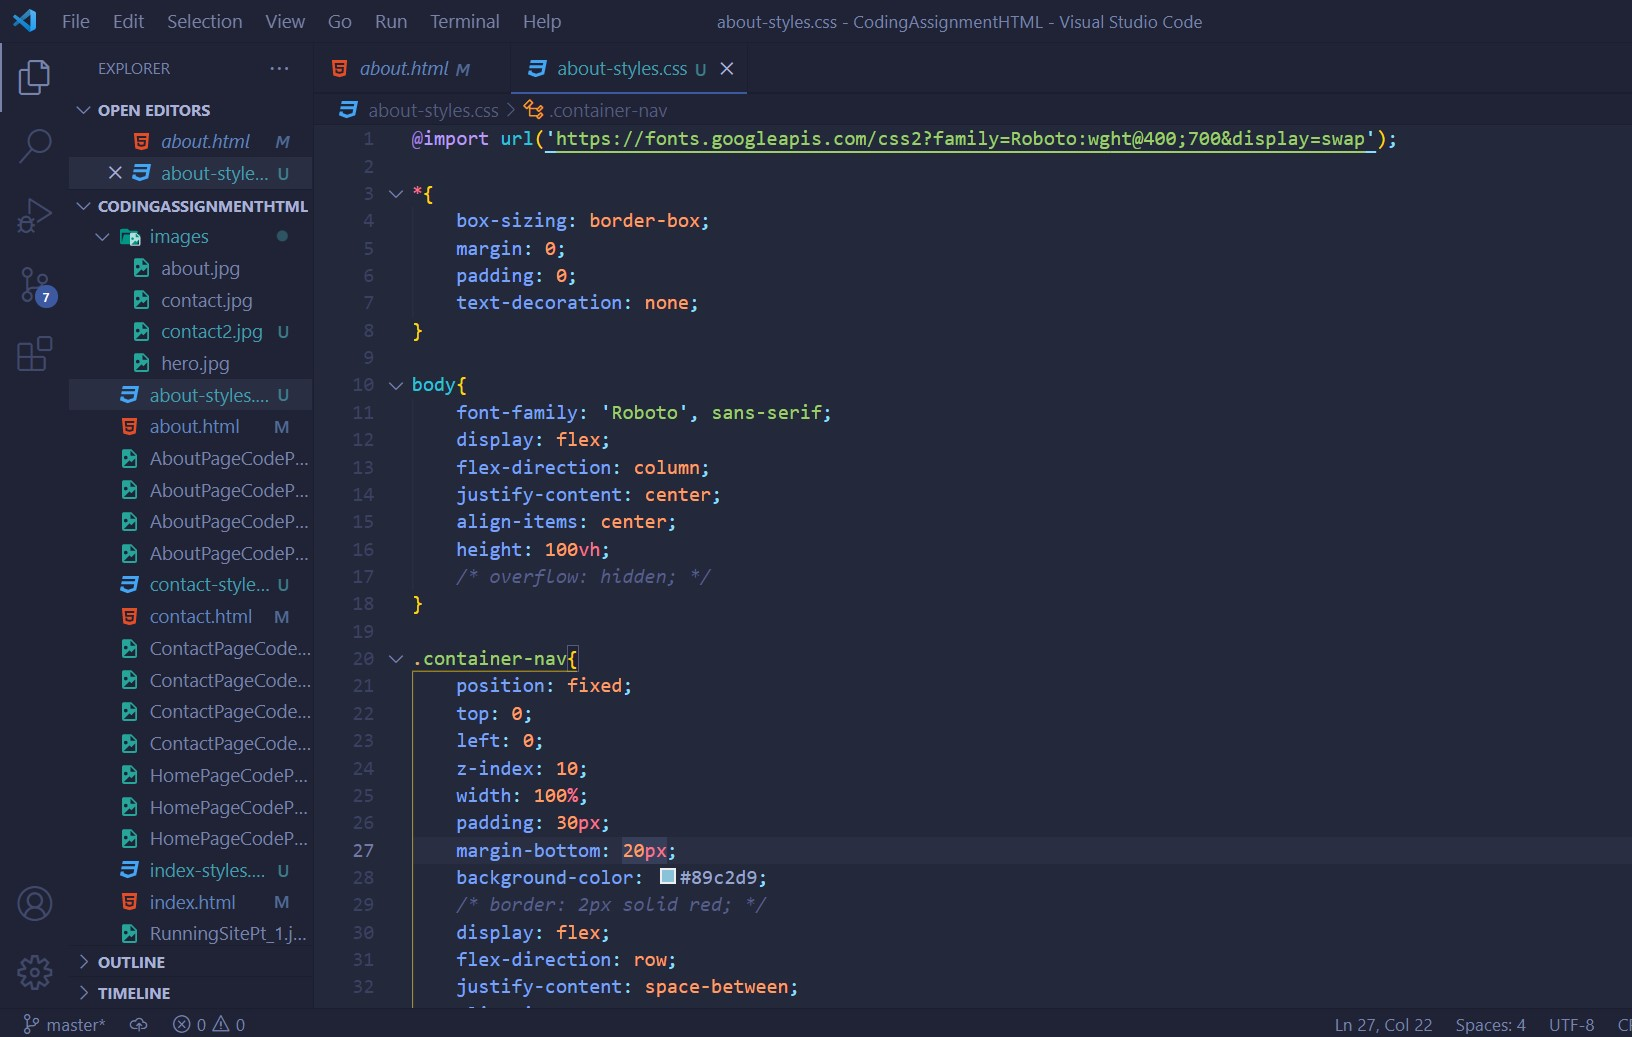 File Edit Selection View Go Run Terminal Help about-styles.css - CodingAssignmentHTML - Visual Studio Code
EXPLORER ···
about.html M about-styles.css U
OPEN EDITORS
about.html M
about-style... U
CODINGASSIGNMENTHTML
images
about.jpg
contact.jpg
contact2.jpg U
hero.jpg
about-styles.... U
about.html M
AboutPageCodeP...
AboutPageCodeP...
AboutPageCodeP...
AboutPageCodeP...
contact-style... U
contact.html M
ContactPageCode...
ContactPageCode...
ContactPageCode...
ContactPageCode...
HomePageCodeP...
HomePageCodeP...
HomePageCodeP...
index-styles.... U
index.html M
RunningSitePt_1.j...
OUTLINE
TIMELINE
7
about-styles.css > .container-nav
1 @import url('https://fonts.googleapis.com/css2?family=Roboto:wght@400;700&display=swap');
2
3 *{
4 box-sizing: border-box;
5 margin: 0;
6 padding: 0;
7 text-decoration: none;
8 }
9
10 body{
11 font-family: 'Roboto', sans-serif;
12 display: flex;
13 flex-direction: column;
14 justify-content: center;
15 align-items: center;
16 height: 100vh;
17 /* overflow: hidden; */
18 }
19
20 .container-nav{
21 position: fixed;
22 top: 0;
23 left: 0;
24 z-index: 10;
25 width: 100%;
26 padding: 30px;
27 margin-bottom: 20px;
28 background-color: #89c2d9;
29 /* border: 2px solid red; */
30 display: flex;
31 flex-direction: row;
32 justify-content: space-between;
master* 0 0 Ln 27, Col 22 Spaces: 4 UTF-8